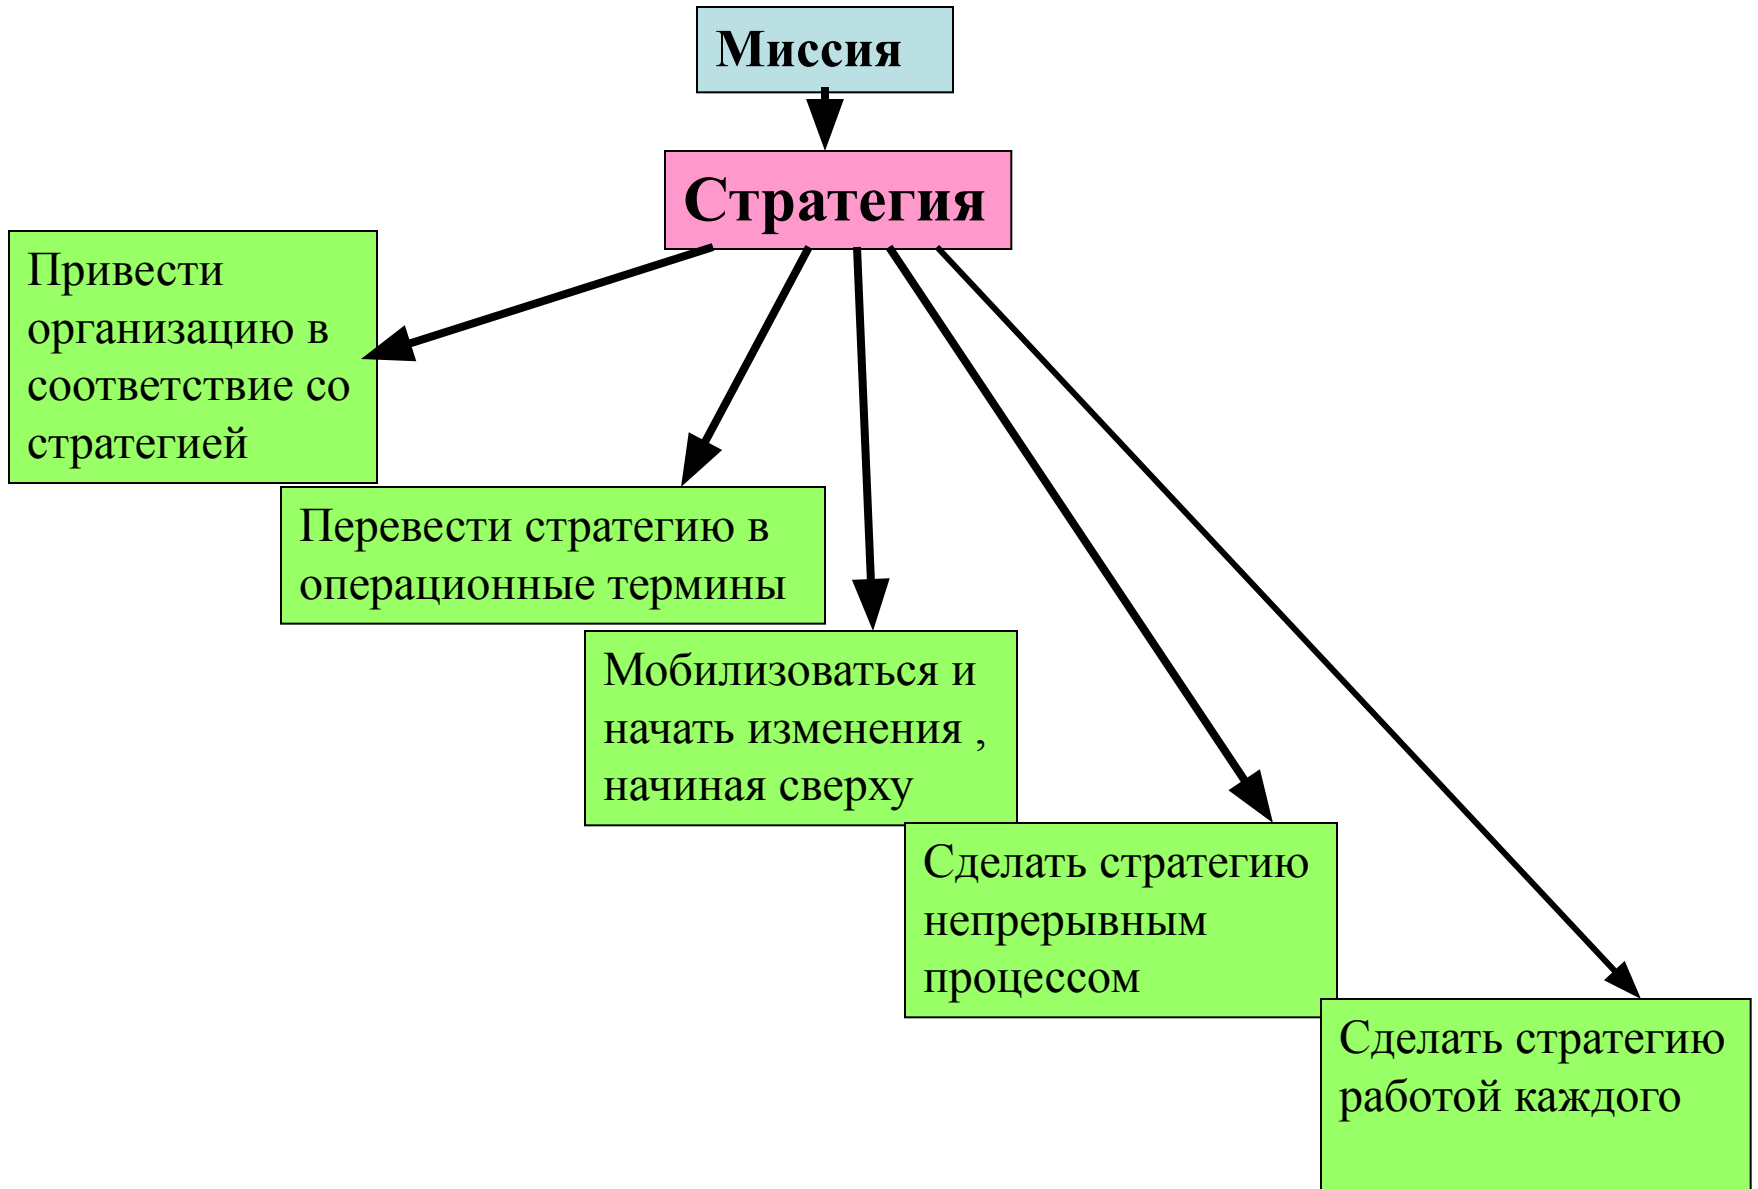 Миссия
Стратегия
Привести
организацию в
соответствие со
стратегией
Перевести стратегию в
операционные термины
Мобилизоваться и
начать изменения ,
начиная сверху
Сделать стратегию
непрерывным
процессом
Сделать стратегию
работой каждого